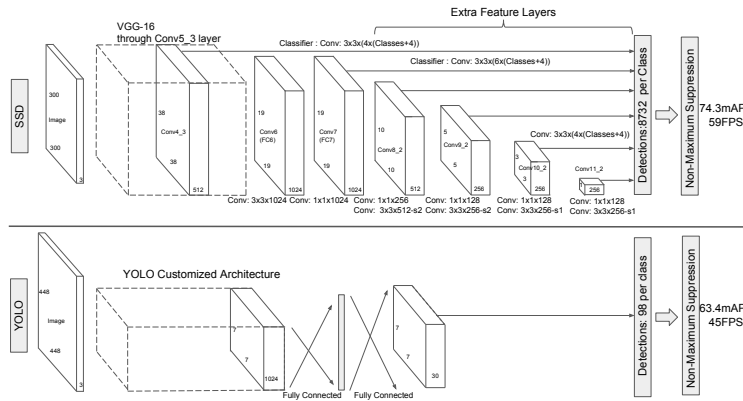 Extra Feature Layers
VGG-16
through Conv5_3 layer
Classifier : Conv: 3x3x(4x(Classes+4))
Classifier : Conv: 3x3x(6x(Classes+4))
SSD
300
Image
300
3
38
Conv4_3
38
512
19
Conv6
(FC6)
19
1024
19
Conv7
(FC7)
19
1024
10
Conv8_2
10
512
5
Conv9_2
5
256
Conv: 3x3x(4x(Classes+4))
3
Conv10_2
3
256
Conv11_2
1
256
Conv: 3x3x1024
Conv: 1x1x1024
Conv: 1x1x256
Conv: 3x3x512-s2
Conv: 1x1x128
Conv: 3x3x256-s2
Conv: 1x1x128
Conv: 3x3x256-s1
Conv: 1x1x128
Conv: 3x3x256-s1
Detections:8732 per Class
Non-Maximum Suppression
74.3mAP
59FPS
YOLO
448
Image
448
3
YOLO Customized Architecture
7
7
1024
Fully Connected
Fully Connected
7
7
30
Detections: 98 per class
Non-Maximum Suppression
63.4mAP
45FPS